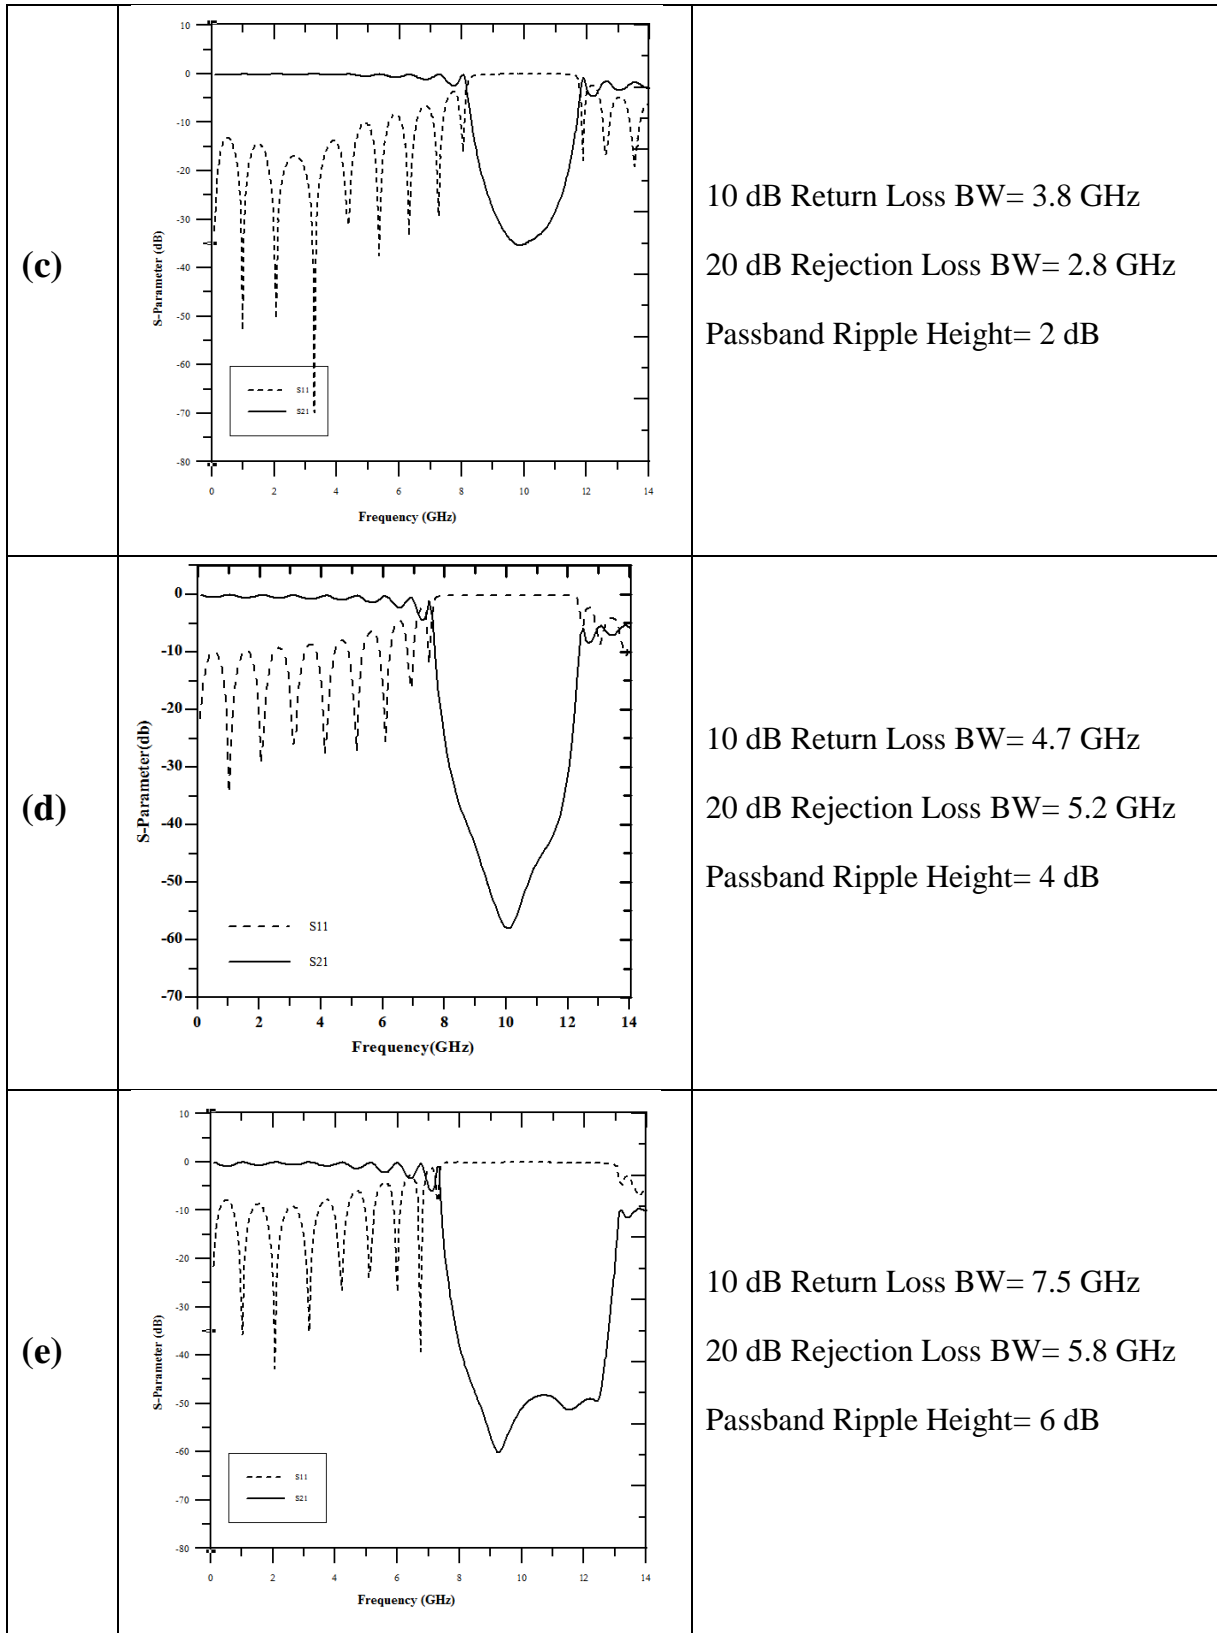 (c)
10
0
-10
-20
-30
-40
-50
-60
-70
-80
S-Parameter (dB)
S11
S21
0 2 4 6 8 10 12 14
Frequency (GHz)
10 dB Return Loss BW= 3.8 GHz
20 dB Rejection Loss BW= 2.8 GHz
Passband Ripple Height= 2 dB
(d)
0
-10
-20
-30
-40
-50
-60
-70
S-Parameter(db)
S11
S21
0 2 4 6 8 10 12 14
Frequency(GHz)
10 dB Return Loss BW= 4.7 GHz
20 dB Rejection Loss BW= 5.2 GHz
Passband Ripple Height= 4 dB
(e)
10
0
-10
-20
-30
-40
-50
-60
-70
-80
S-Parameter (dB)
S11
S21
0 2 4 6 8 10 12 14
Frequency (GHz)
10 dB Return Loss BW= 7.5 GHz
20 dB Rejection Loss BW= 5.8 GHz
Passband Ripple Height= 6 dB